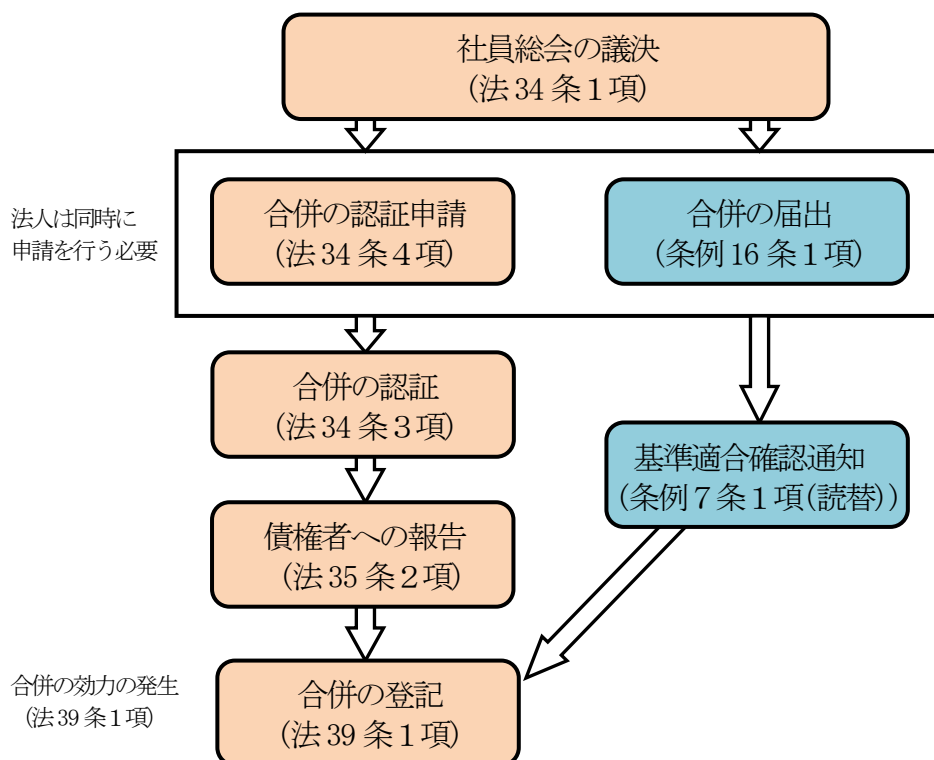 社員総会の議決
(法34条1項)
法人は同時に
申請を行う必要
合併の認証申請
(法34条４項)
合併の届出
(条例16条１項)
合併の認証
(法34条３項)
基準適合確認通知
(条例７条１項(読替))
債権者への報告
(法35条２項)
合併の効力の発生
(法39条１項)
合併の登記
(法39条１項)